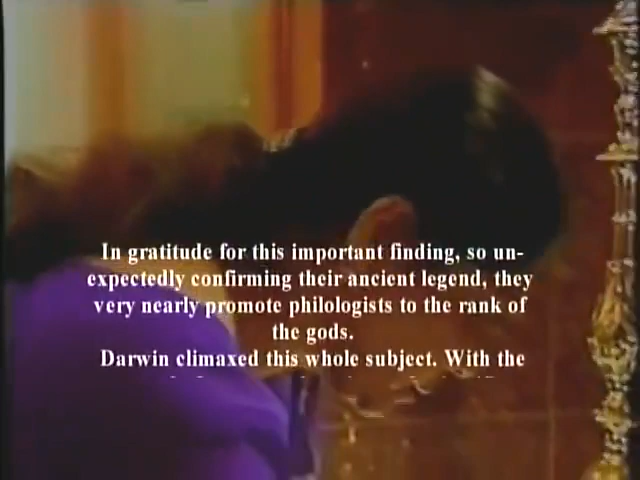 In gratitude for this important finding, so un-
expectedly confirming their ancient legend, they
very nearly promote philologists to the rank of
the gods.
Darwin climaxed this whole subject. With the